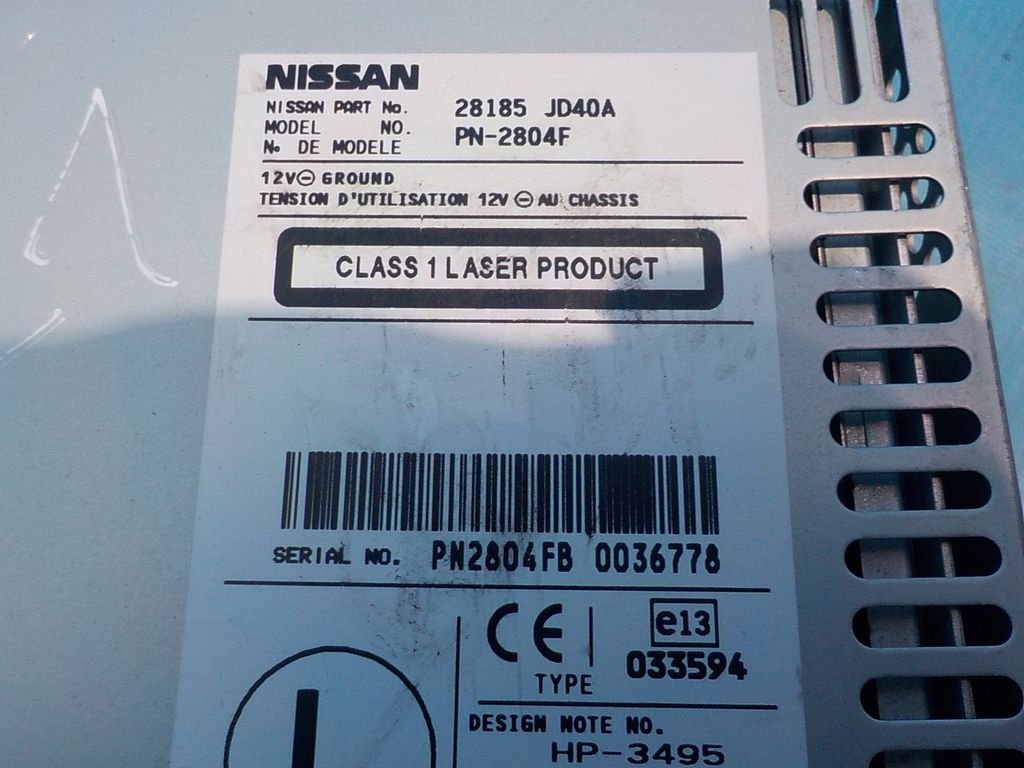 NISSAN
NISSAN PART No. 28185 JD40A
MODEL NO. PN-2804F
No DE MODELE
12V⊖ GROUND
TENSION D'UTILISATION 12V ⊖ AU CHASSIS
CLASS 1 LASER PRODUCT
SERIAL NO. PN2804FB 0036778
CE e13
033594
TYPE
DESIGN NOTE NO.
HP-3495